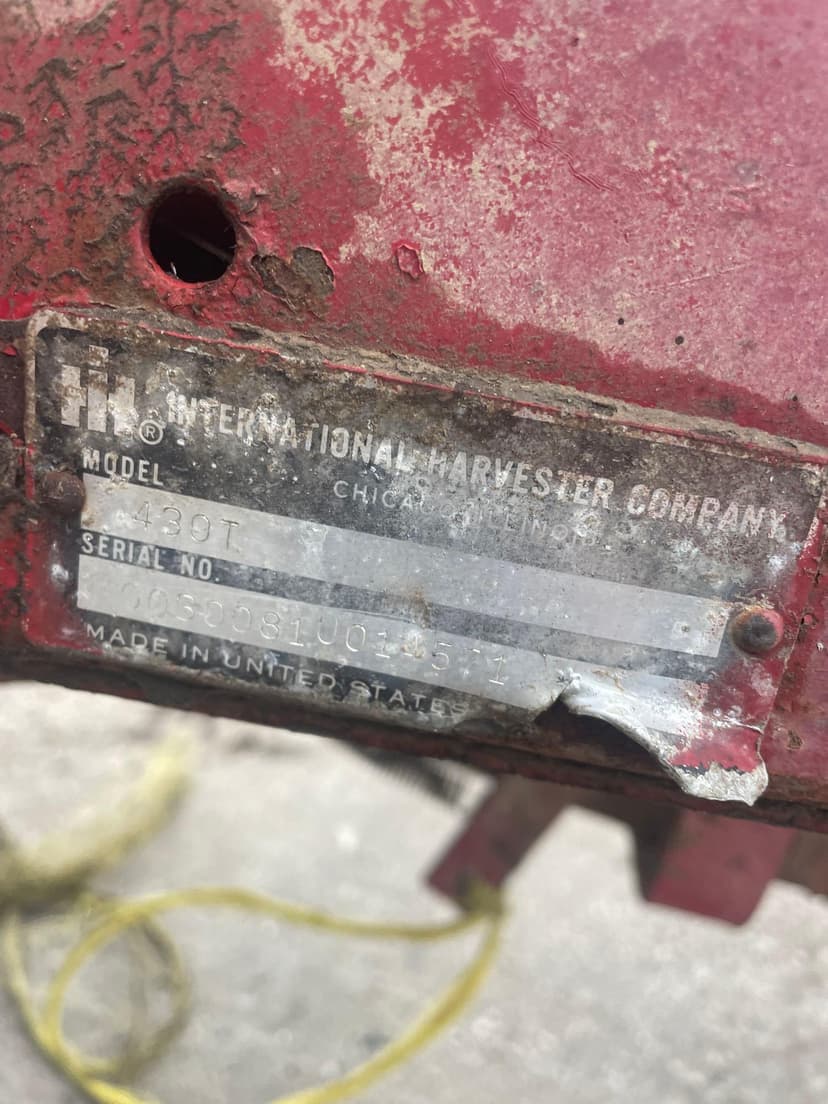 IH ® INTERNATIONAL HARVESTER COMPANY
CHICAGO, ILLINOIS
MODEL
430T
SERIAL NO.
MADE IN UNITED STATES